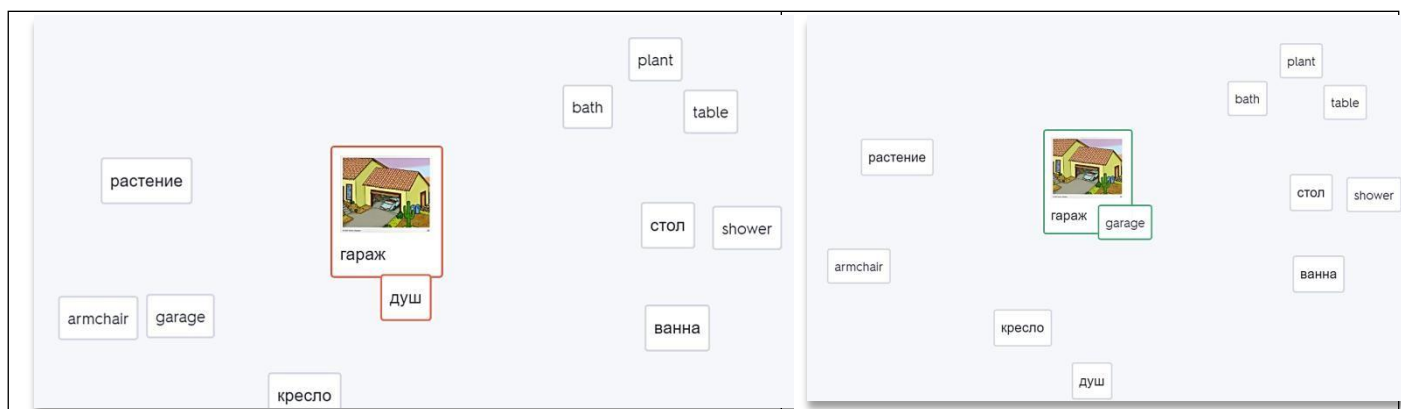 plant
bath
table
растение
гараж
стол
shower
душ
armchair
garage
ванна
кресло
plant
bath
table
растение
стол
shower
гараж
garage
armchair
ванна
кресло
душ